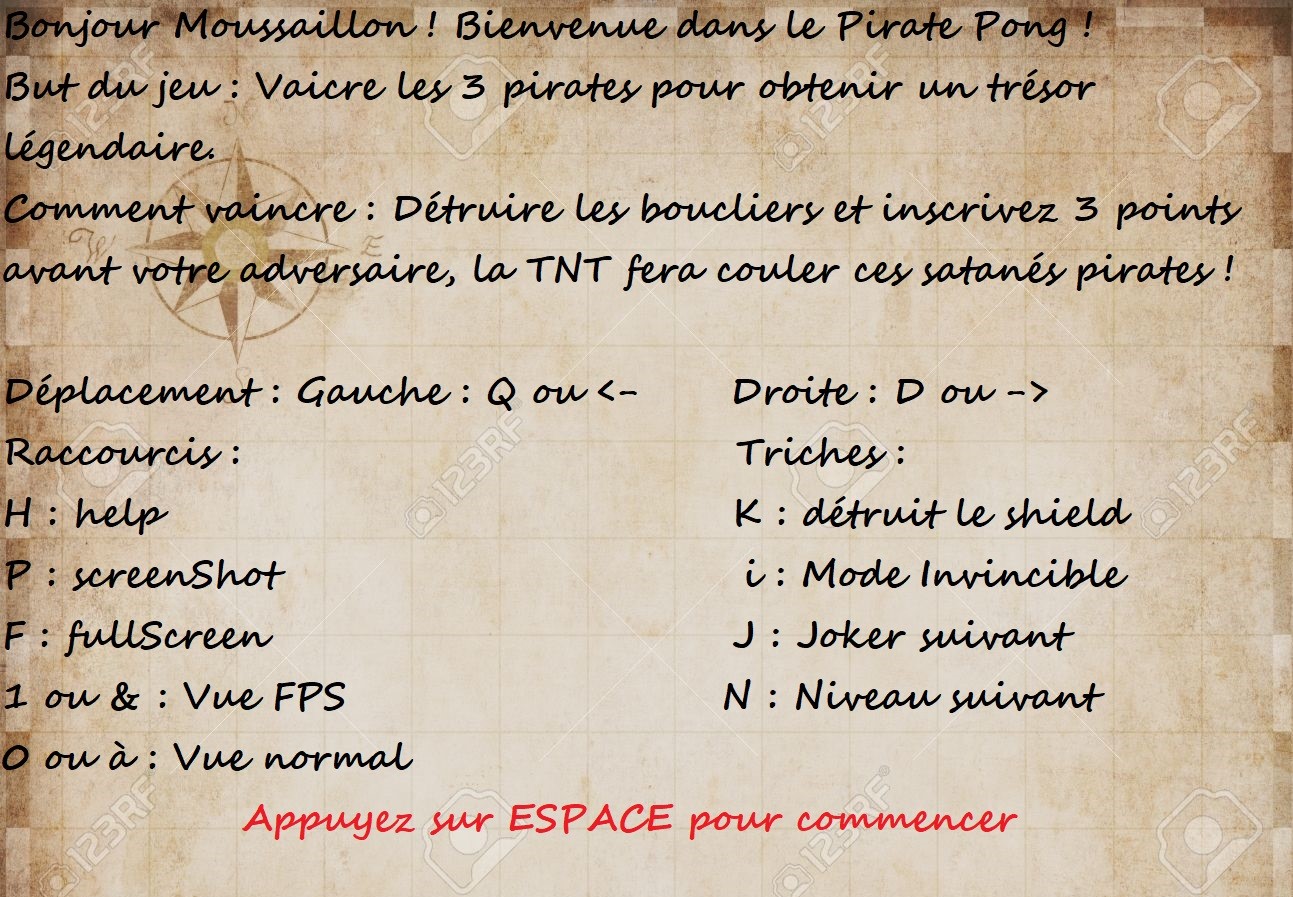 Bonjour Moussaillon ! Bienvenue dans le Pirate Pong !
But du jeu : Vaicre les 3 pirates pour obtenir un trésor
légendaire.
Comment vaincre : Détruire les boucliers et inscrivez 3 points
avant votre adversaire, la TNT fera couler ces satanés pirates !
W E
Déplacement : Gauche : Q ou <- Droite : D ou ->
Raccourcis : Triches :
H : help K : détruit le shield
P : screenShot i : Mode Invincible
F : fullScreen J : Joker suivant
1 ou & : Vue FPS N : Niveau suivant
0 ou à : Vue normal
Appuyez sur ESPACE pour commencer
123RF